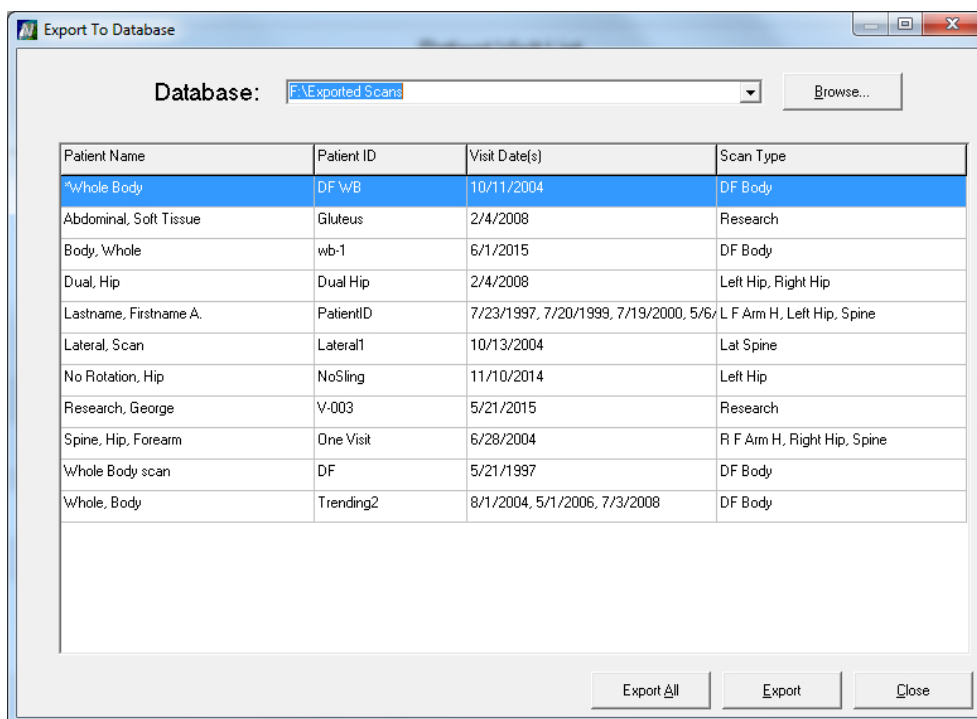 Export To Database
Database: F:\Exported Scans Browse...
Patient Name Patient ID Visit Date(s) Scan Type
*Whole Body DF WB 10/11/2004 DF Body
Abdominal, Soft Tissue Gluteus 2/4/2008 Research
Body, Whole wb-1 6/1/2015 DF Body
Dual, Hip Dual Hip 2/4/2008 Left Hip, Right Hip
Lastname, Firstname A. PatientID 7/23/1997, 7/20/1999, 7/19/2000, 5/6/ L F Arm H, Left Hip, Spine
Lateral, Scan Lateral1 10/13/2004 Lat Spine
No Rotation, Hip NoSling 11/10/2014 Left Hip
Research, George V-003 5/21/2015 Research
Spine, Hip, Forearm One Visit 6/28/2004 R F Arm H, Right Hip, Spine
Whole Body scan DF 5/21/1997 DF Body
Whole, Body Trending2 8/1/2004, 5/1/2006, 7/3/2008 DF Body
Export All Export Close